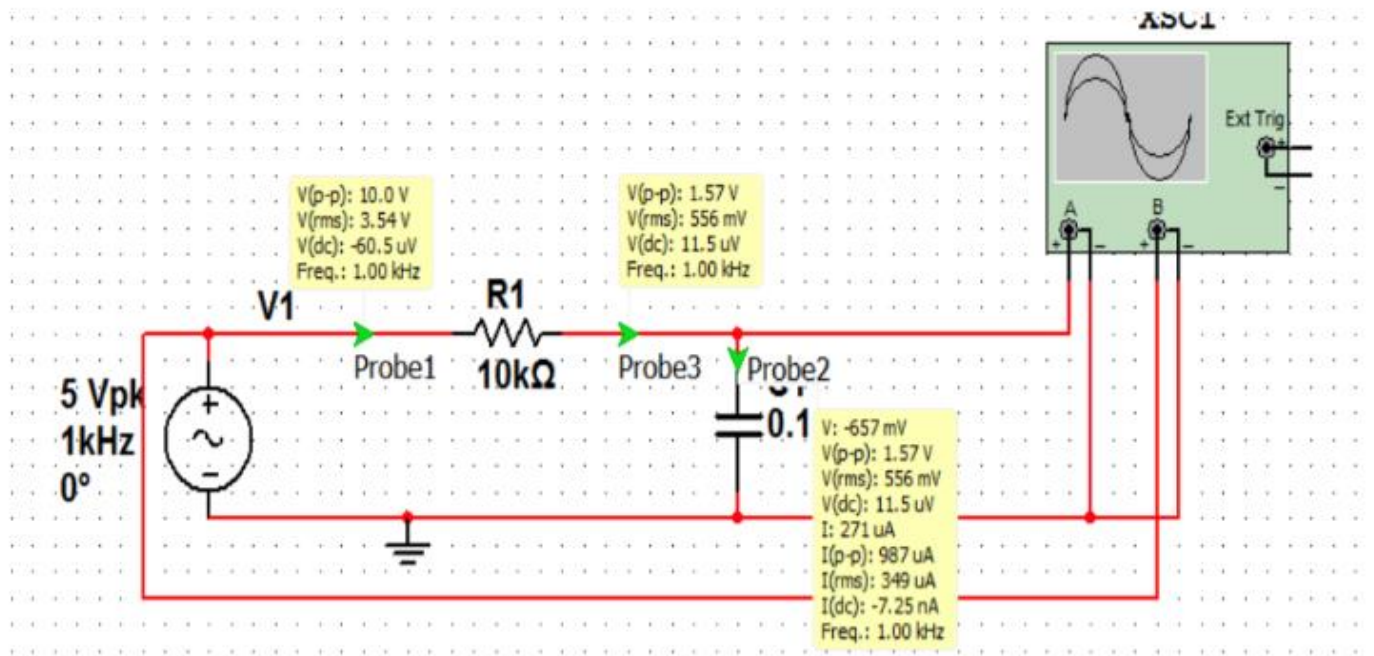 XSC1
Ext Trig
+
−
A
B
+
−
+
−
V(p-p): 10.0 V
V(rms): 3.54 V
V(dc): -60.5 uV
Freq.: 1.00 kHz
V(p-p): 1.57 V
V(rms): 556 mV
V(dc): 11.5 uV
Freq.: 1.00 kHz
V1
R1
Probe1
10kΩ
Probe3
Probe2
5 Vpk
1kHz
0°
+
−
0.1
V: -657 mV
V(p-p): 1.57 V
V(rms): 556 mV
V(dc): 11.5 uV
I: 271 uA
I(p-p): 987 uA
I(rms): 349 uA
I(dc): -7.25 nA
Freq.: 1.00 kHz